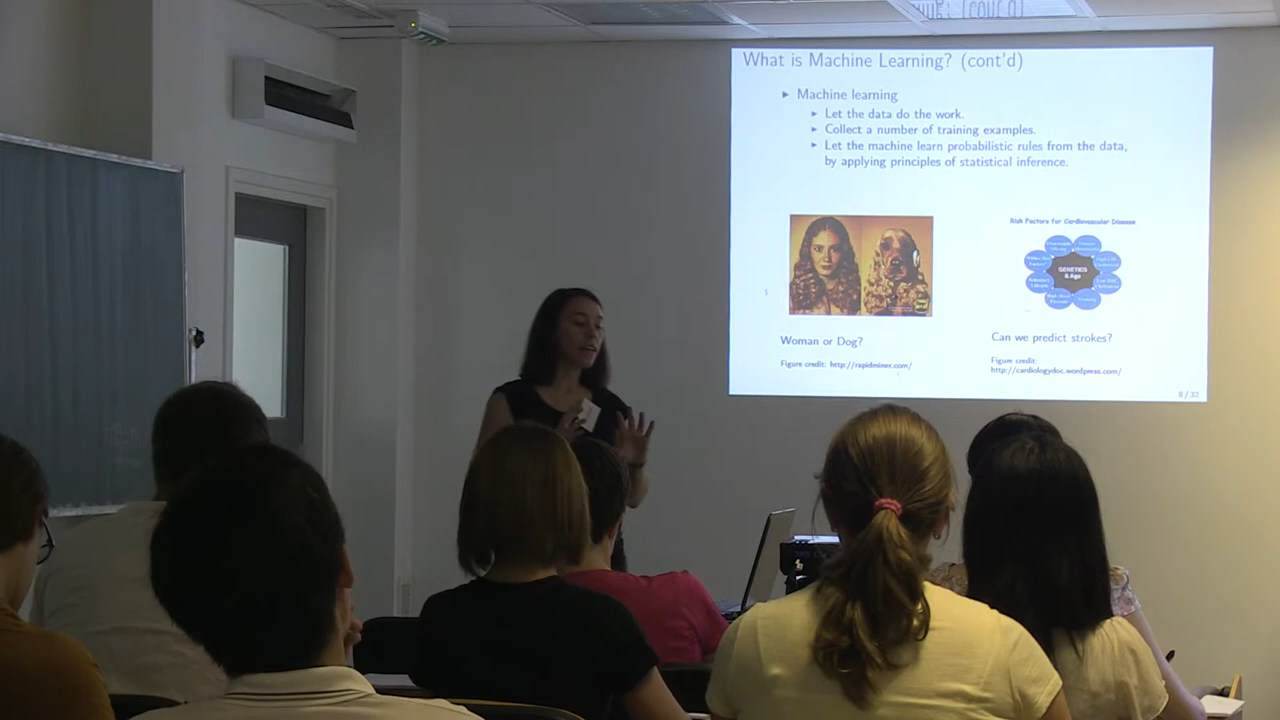 What is Machine Learning? (cont'd)
Machine learning
Let the data do the work.
Collect a number of training examples.
Let the machine learn probabilistic rules from the data,
by applying principles of statistical inference.
Risk Factors for Cardiovascular Disease
GENETICS
& Age
Woman or Dog?
Figure credit: http://rapidminer.com/
Can we predict strokes?
Figure credit:
http://cardiologydoc.wordpress.com/
8 / 32